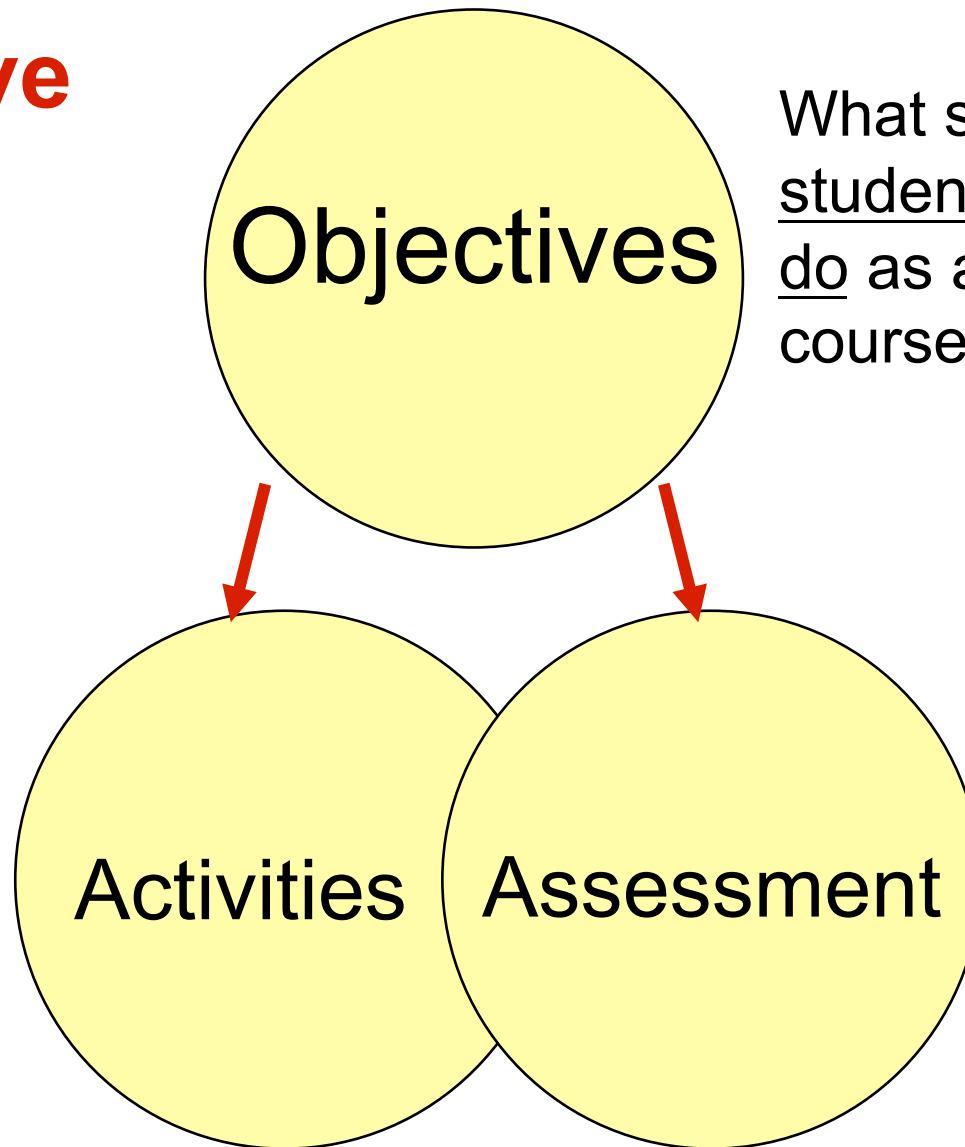 ve
Objectives
What s
studen
do as a
course
Activities
Assessment